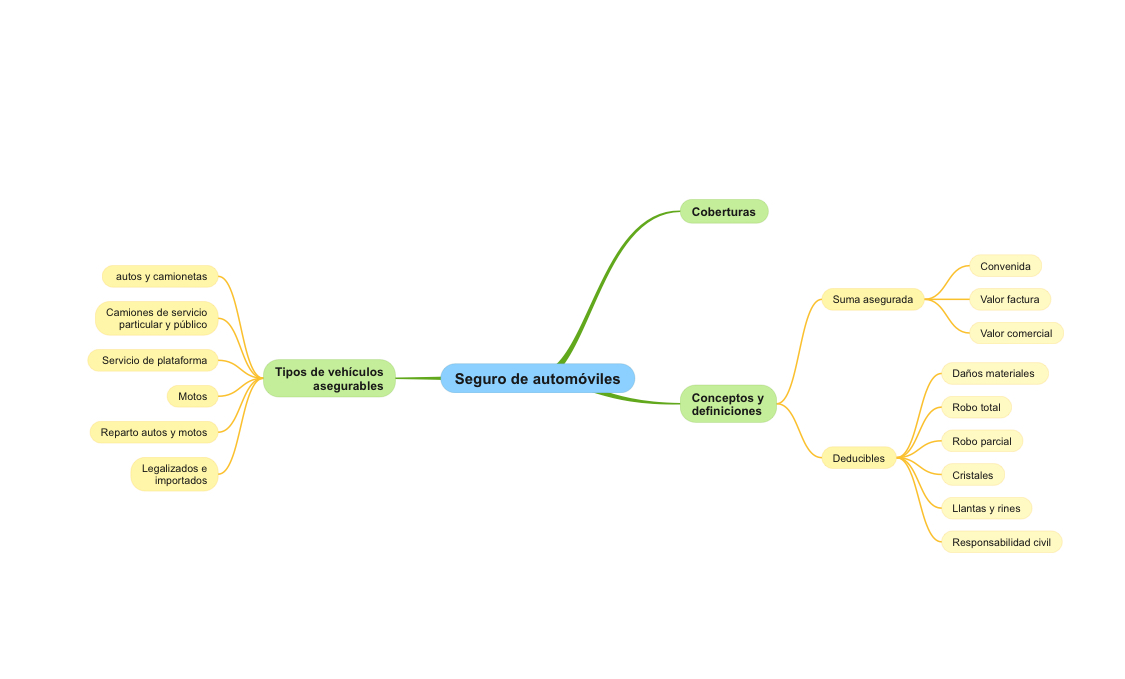 Seguro de automóviles
Coberturas
Conceptos y
definiciones
Suma asegurada
Convenida
Valor factura
Valor comercial
Deducibles
Daños materiales
Robo total
Robo parcial
Cristales
Llantas y rines
Responsabilidad civil
Tipos de vehículos
asegurables
autos y camionetas
Camiones de servicio
particular y público
Servicio de plataforma
Motos
Reparto autos y motos
Legalizados e
importados